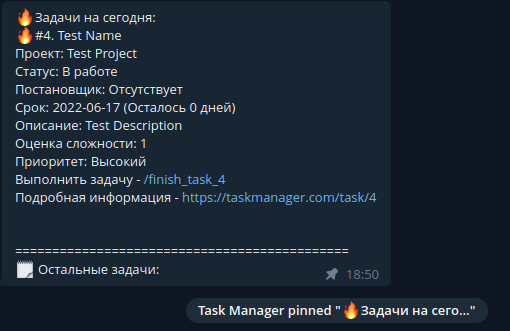 🔥Задачи на сегодня:
🔥#4. Test Name
Проект: Test Project
Статус: В работе
Постановщик: Отсутствует
Срок: 2022-06-17 (Осталось 0 дней)
Описание: Test Description
Оценка сложности: 1
Приоритет: Высокий
Выполнить задачу - /finish_task_4
Подробная информация - https://taskmanager.com/task/4
=============================================
🗒 Остальные задачи:
18:50
Task Manager pinned "🔥Задачи на сего..."